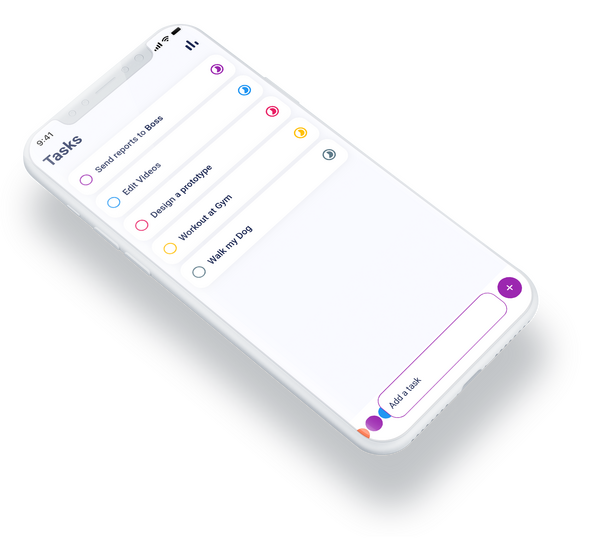 9:41
Tasks
Send reports to Boss
Edit Videos
Design a prototype
Workout at Gym
Walk my Dog
Add a task